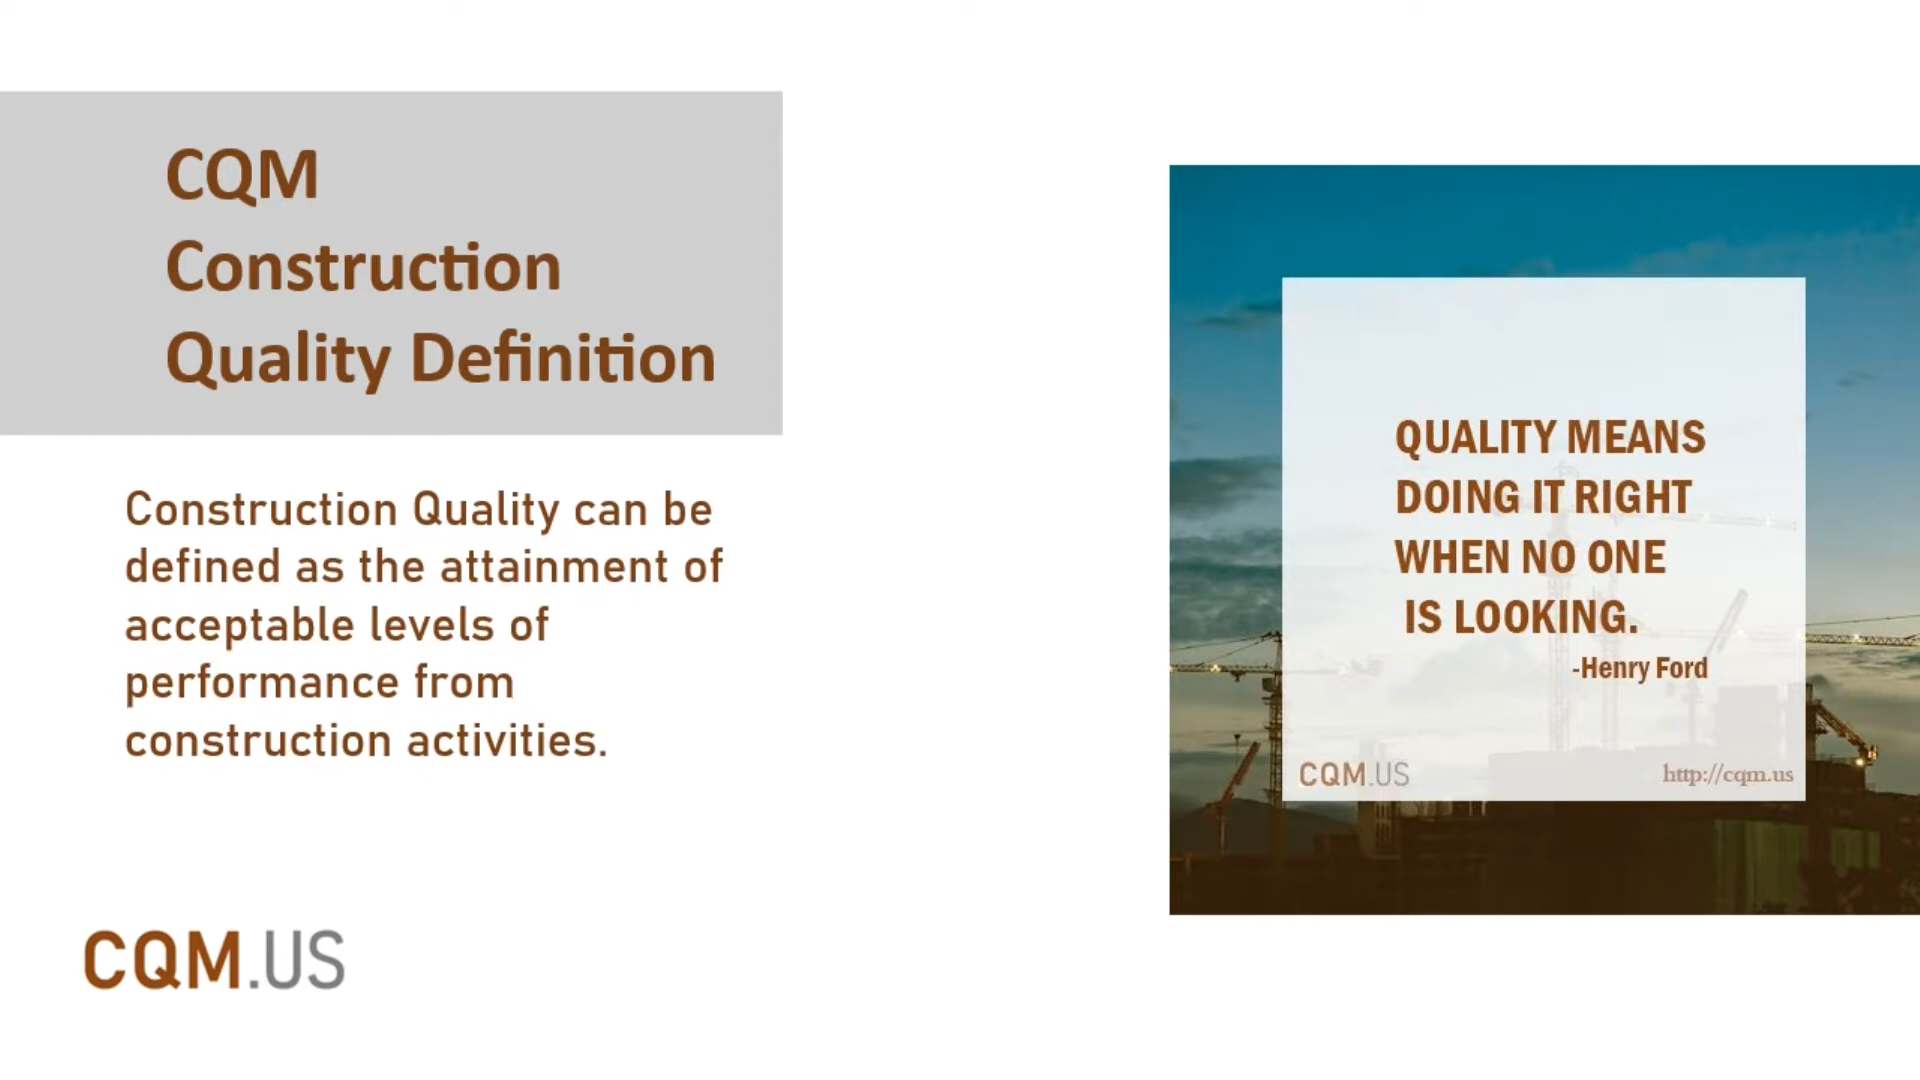 CQM
Construction
Quality Definition
Construction Quality can be
defined as the attainment of
acceptable levels of
performance from
construction activities.
CQM.US
QUALITY MEANS
DOING IT RIGHT
WHEN NO ONE
IS LOOKING.
-Henry Ford
CQM.US
http://cqm.us